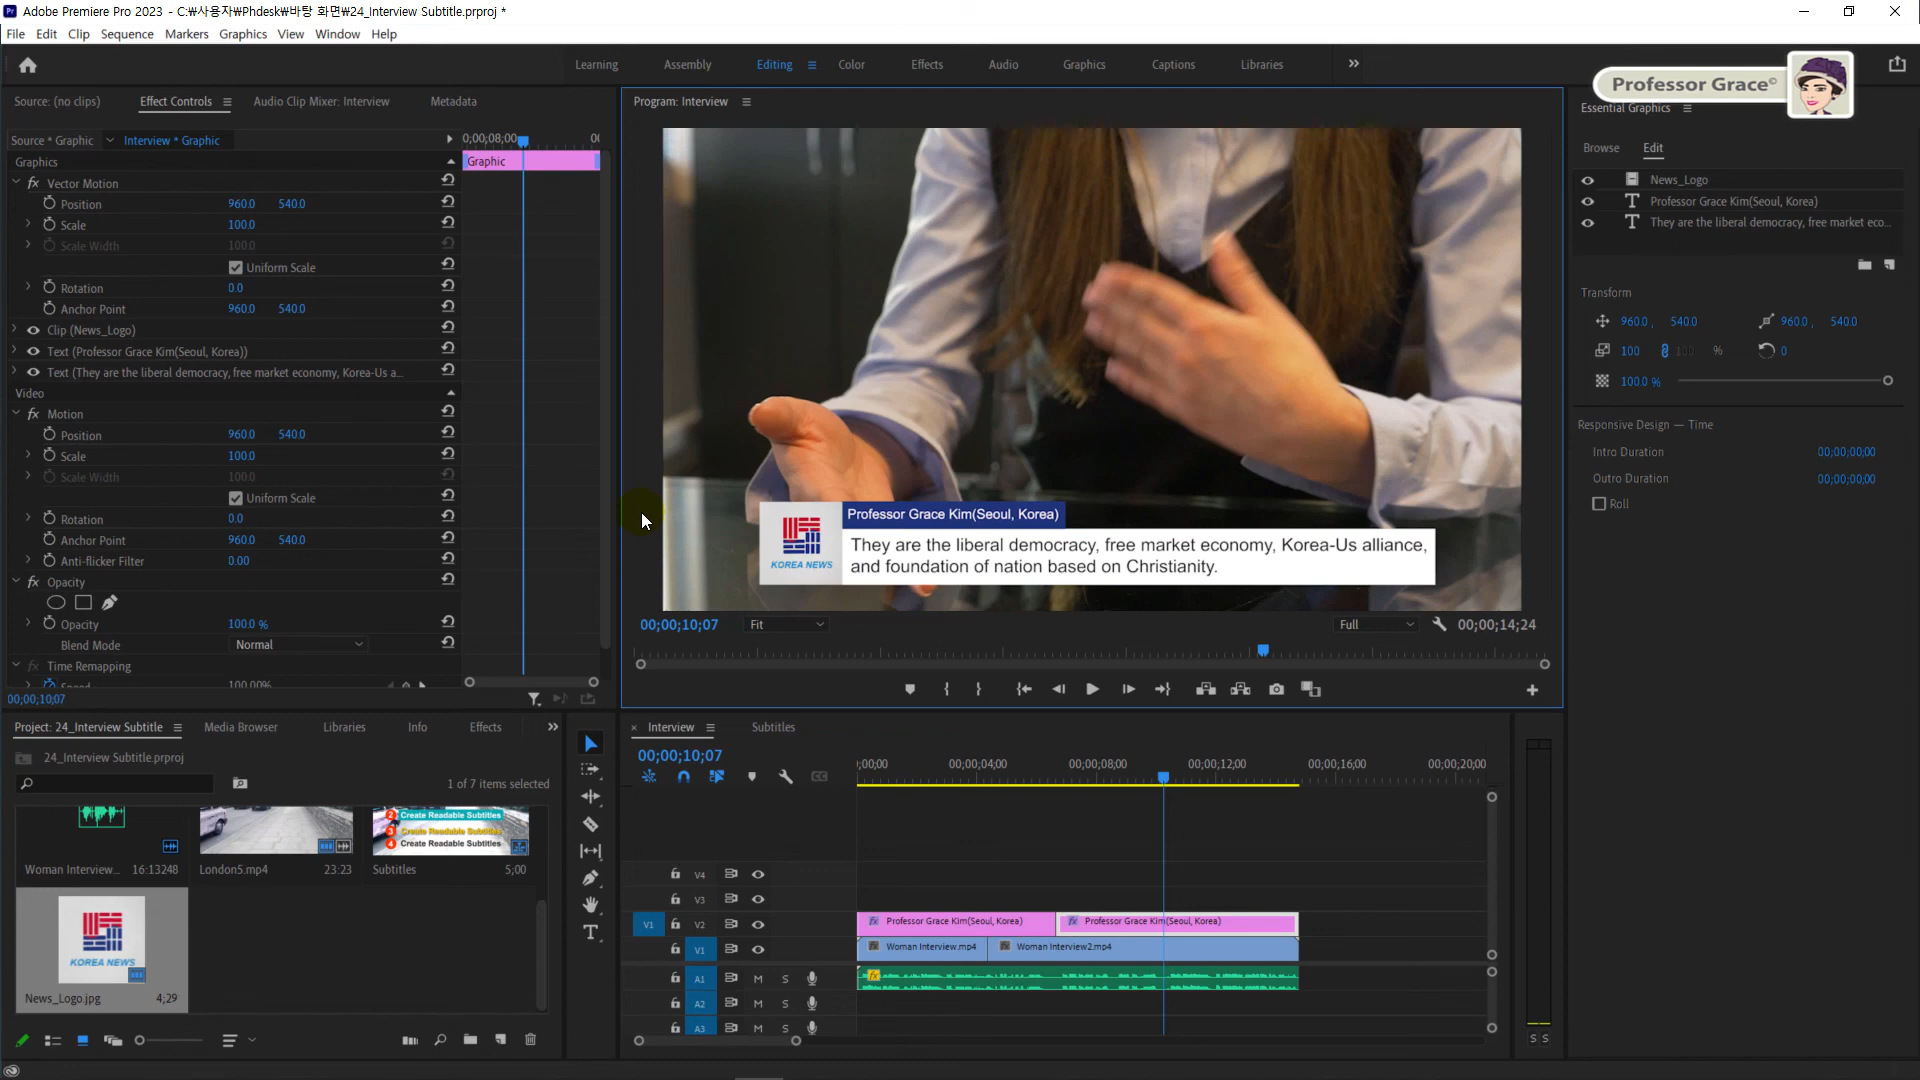 Adobe Premiere Pro 2023 - C:₩사용자₩Phdesk₩바탕 화면₩24_Interview Subtitle.prproj *
File Edit Clip Sequence Markers Graphics View Window Help
Learning Assembly Editing Color Effects Audio Graphics Captions Libraries
Professor Grace©
Source: (no clips) Effect Controls Audio Clip Mixer: Interview Metadata
Source * Graphic Interview * Graphic 0;00;08;00
Graphics Graphic
Vector Motion
Position 960.0 540.0
Scale 100.0
Scale Width 100.0
Uniform Scale
Rotation 0.0
Anchor Point 960.0 540.0
Clip (News_Logo)
Text (Professor Grace Kim(Seoul, Korea))
Text (They are the liberal democracy, free market economy, Korea-Us a...
Video
Motion
Position 960.0 540.0
Scale 100.0
Scale Width 100.0
Uniform Scale
Rotation 0.0
Anchor Point 960.0 540.0
Anti-flicker Filter 0.00
Opacity
Opacity 100.0 %
Blend Mode Normal
Time Remapping
Speed 100.00%
00;00;10;07
Program: Interview
KOREA NEWS
Professor Grace Kim(Seoul, Korea)
They are the liberal democracy, free market economy, Korea-Us alliance,
and foundation of nation based on Christianity.
00;00;10;07 Fit Full 00;00;14;24
Essential Graphics
Browse Edit
News_Logo
Professor Grace Kim(Seoul, Korea)
They are the liberal democracy, free market eco...
Transform
960.0 , 540.0 960.0 , 540.0
100 100 % 0
100.0 %
Responsive Design — Time
Intro Duration 00;00;00;00
Outro Duration 00;00;00;00
Roll
Project: 24_Interview Subtitle Media Browser Libraries Info Effects
24_Interview Subtitle.prproj
1 of 7 items selected
2 Create Readable Subtitles
3 Create Readable Subtitles
4 Create Readable Subtitles
Woman Interview... 16:13248 London5.mp4 23:23 Subtitles 5;00
KOREA NEWS
News_Logo.jpg 4;29
Interview Subtitles
00;00;10;07
;00;00 00;00;04;00 00;00;08;00 00;00;12;00 00;00;16;00 00;00;20;00
V4
V3
V1 V2 Professor Grace Kim(Seoul, Korea) Professor Grace Kim(Seoul, Korea)
V1 Woman Interview.mp4 Woman Interview2.mp4
A1 M S
A2 M S
A3 M S
S S